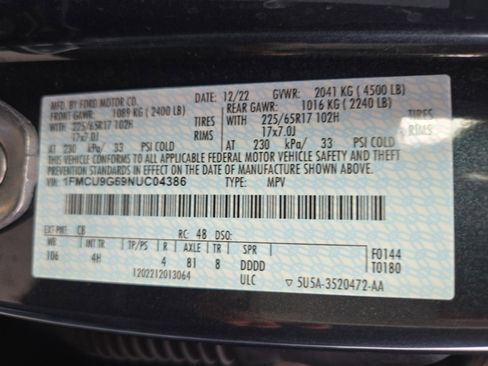 MFD. BY FORD MOTOR CO. DATE: 12/22 GVWR: 2041 KG (4500 LB)
FRONT GAWR: 1089 KG (2400 LB) REAR GAWR: 1016 KG (2240 LB)
WITH 225/65R17 102H TIRES WITH 225/65R17 102H TIRES
17x7.0J RIMS 17x7.0J RIMS
AT 230 kPa/ 33 PSI COLD AT 230 kPa/ 33 PSI COLD
THIS VEHICLE CONFORMS TO ALL APPLICABLE FEDERAL MOTOR VEHICLE SAFETY AND THEFT PREVENTION
STANDARDS IN EFFECT ON THE DATE OF MANUFACTURE SHOWN ABOVE.
VIN: 1FMCU9G69NUC04386 TYPE: MPV
EXT PNT: CB RC: 48 DSO:
WB INT TR TP/PS R AXLE TR SPR F0144
106 4H 4 81 8 DDDD T0180
1202212013064 ULC 5U5A-3520472-AA